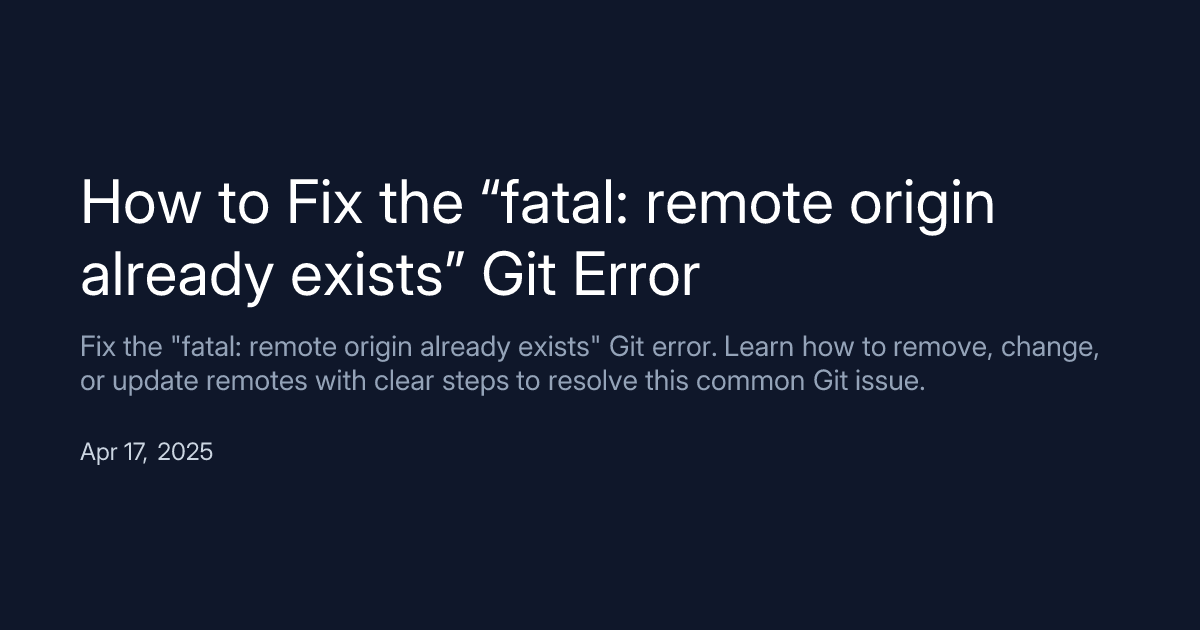 How to Fix the “fatal: remote origin
already exists” Git Error
Fix the "fatal: remote origin already exists" Git error. Learn how to remove, change,
or update remotes with clear steps to resolve this common Git issue.
Apr 17, 2025